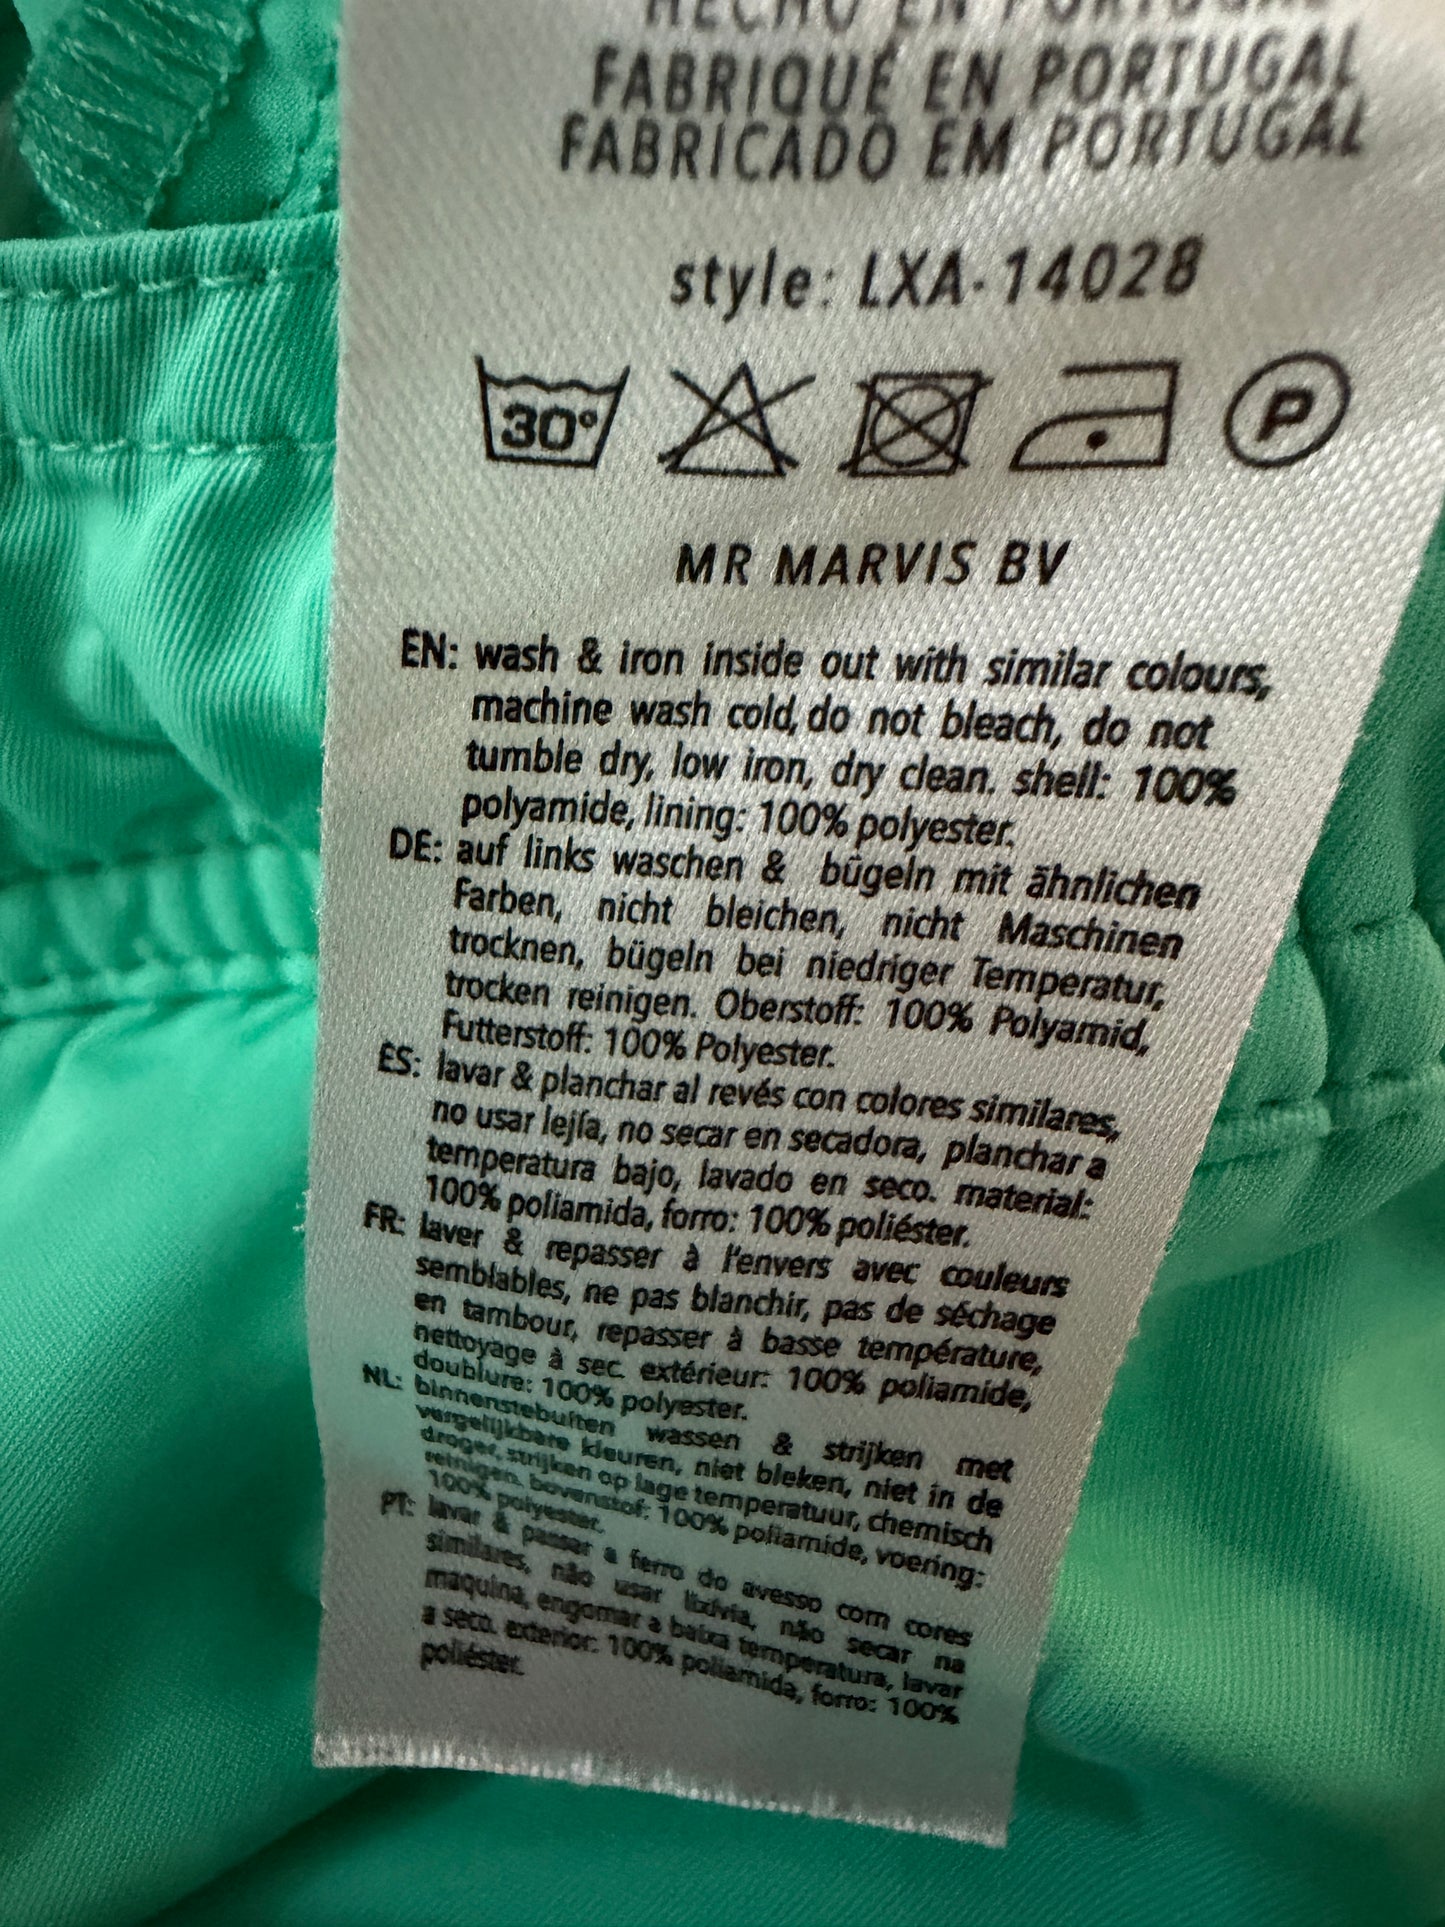 HECHO EN PORTUGAL
FABRIQUÉ EN PORTUGAL
FABRICADO EM PORTUGAL
style: LXA-14028
30°
P
MR MARVIS BV
EN: wash & iron inside out with similar colours,
machine wash cold, do not bleach, do not
tumble dry, low iron, dry clean. shell: 100%
polyamide, lining: 100% polyester.
DE: auf links waschen & bügeln mit ähnlichen
Farben, nicht bleichen, nicht Maschinen
trocknen, bügeln bei niedriger Temperatur,
trocken reinigen. Oberstoff: 100% Polyamid,
Futterstoff: 100% Polyester.
ES: lavar & planchar al revés con colores similares,
no usar lejía, no secar en secadora, planchar a
temperatura bajo, lavado en seco. material:
100% poliamida, forro: 100% poliéster.
FR: laver & repasser à l'envers avec couleurs
semblables, ne pas blanchir, pas de séchage
en tambour, repasser à basse température,
nettoyage à sec. extérieur: 100% poliamide,
doublure: 100% polyester.
NL: binnenstebuiten wassen & strijken met
vergelijkbare kleuren, niet bleken, niet in de
droger, strijken op lage temperatuur, chemisch
reinigen. bovenstof: 100% poliamide, voering:
100% polyester.
PT: lavar & passar a ferro do avesso com cores
similares, não usar lixívia, não secar na
maquina, engomar a baixa temperatura, lavar
a seco. exterior: 100% poliamida, forro: 100%
poliéster.